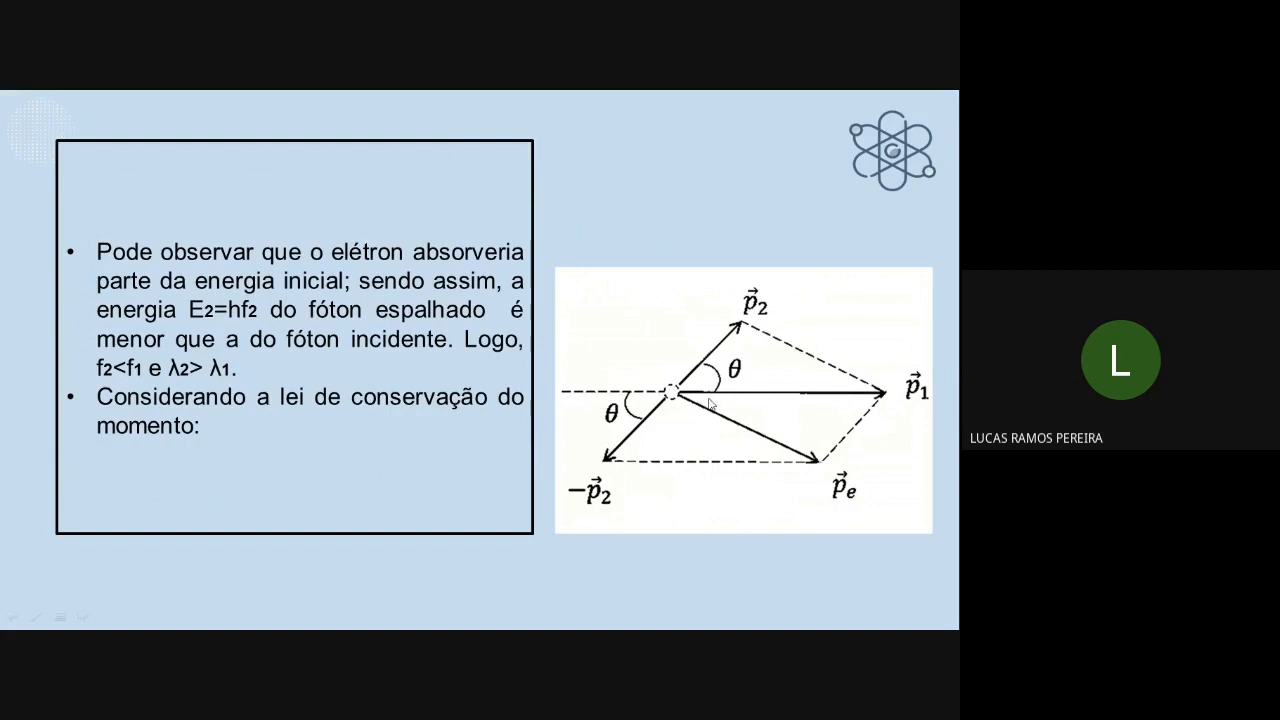 • Pode observar que o elétron absorveria
parte da energia inicial; sendo assim, a
energia E₂=hf₂ do fóton espalhado é
menor que a do fóton incidente. Logo,
f₂<f₁ e λ₂> λ₁.
• Considerando a lei de conservação do
momento:
p⃗₂
θ
p⃗₁
θ
−p⃗₂
p⃗ₑ
L
LUCAS RAMOS PEREIRA